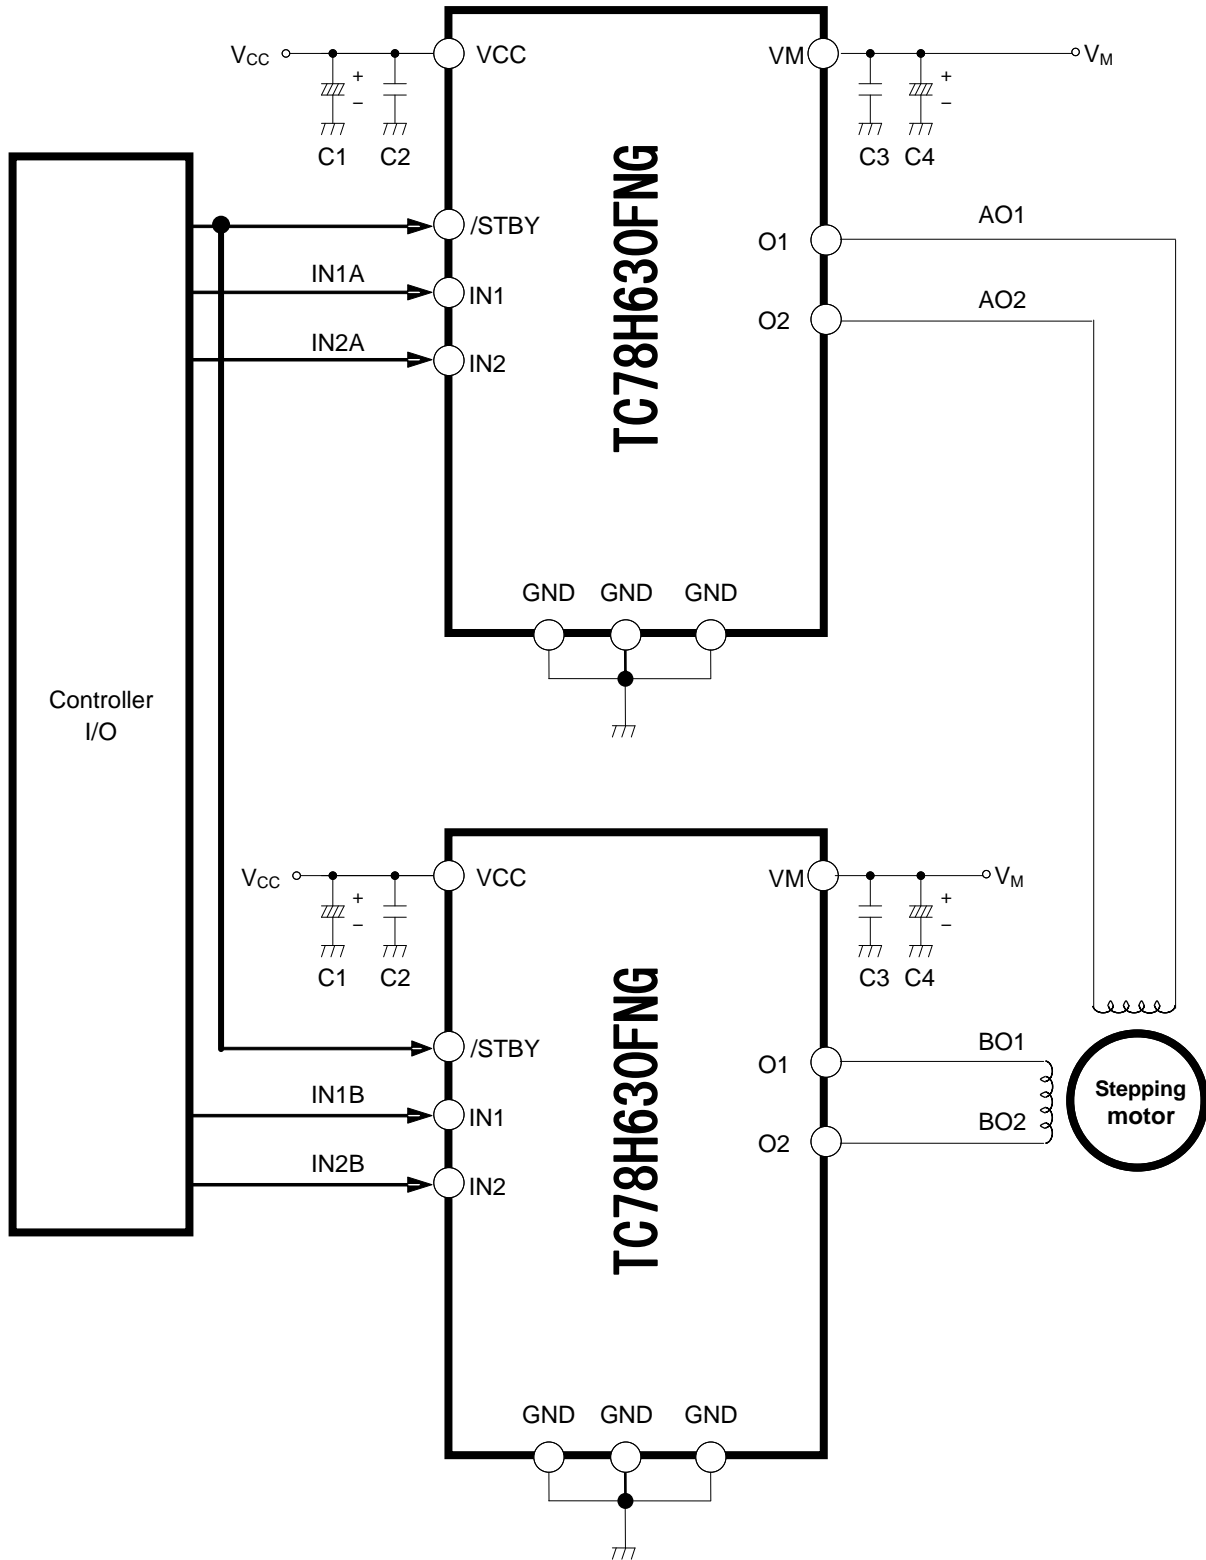 VCC VCC VM VM
+ − + −
C1 C2 C3 C4
TC78H630FNG
/STBY
O1 AO1
IN1A IN1
O2 AO2
IN2A IN2
GND GND GND
Controller
I/O
VCC VCC VM VM
+ − + −
C1 C2 C3 C4
TC78H630FNG
/STBY
O1 BO1
Stepping
motor
IN1B IN1
O2 BO2
IN2B IN2
GND GND GND